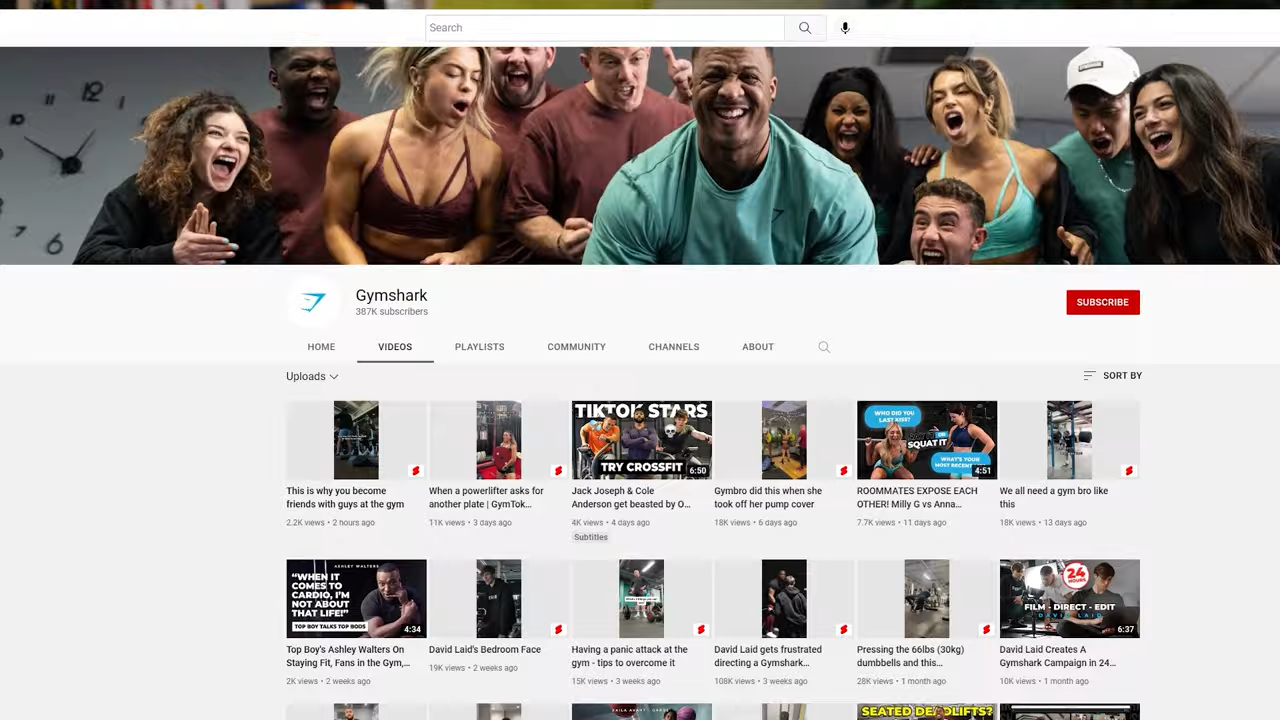 Search
12
7
6
Gymshark
387K subscribers
SUBSCRIBE
HOME
VIDEOS
PLAYLISTS
COMMUNITY
CHANNELS
ABOUT
Uploads
SORT BY
TIKTOK STARS
TRY CROSSFIT
6:50
WHO DID YOU
LAST KISS?
SQUAT IT
WHAT'S YOUR
MOST RECENT
4:51
This is why you become
friends with guys at the gym
2.2K views • 2 hours ago
When a powerlifter asks for
another plate | GymTok...
11K views • 3 days ago
Jack Joseph & Cole
Anderson get beasted by O...
4K views • 4 days ago
Subtitles
Gymbro did this when she
took off her pump cover
18K views • 6 days ago
ROOMMATES EXPOSE EACH
OTHER! Milly G vs Anna...
7.7K views • 11 days ago
We all need a gym bro like
this
18K views • 13 days ago
ASHLEY WALTERS
"WHEN IT
COMES TO
CARDIO, I'M
NOT ABOUT
THAT LIFE!"
TOP BOY TALKS TOP BODS
4:34
24
HOURS
FILM - DIRECT - EDIT
DAVID LAID
6:37
Top Boy's Ashley Walters On
Staying Fit, Fans in the Gym,...
2K views • 2 weeks ago
David Laid's Bedroom Face
19K views • 2 weeks ago
Having a panic attack at the
gym - tips to overcome it
15K views • 3 weeks ago
David Laid gets frustrated
directing a Gymshark...
108K views • 3 weeks ago
Pressing the 66lbs (30kg)
dumbbells and this...
28K views • 1 month ago
David Laid Creates A
Gymshark Campaign in 24...
10K views • 1 month ago
SEATED DEADLIFTS?